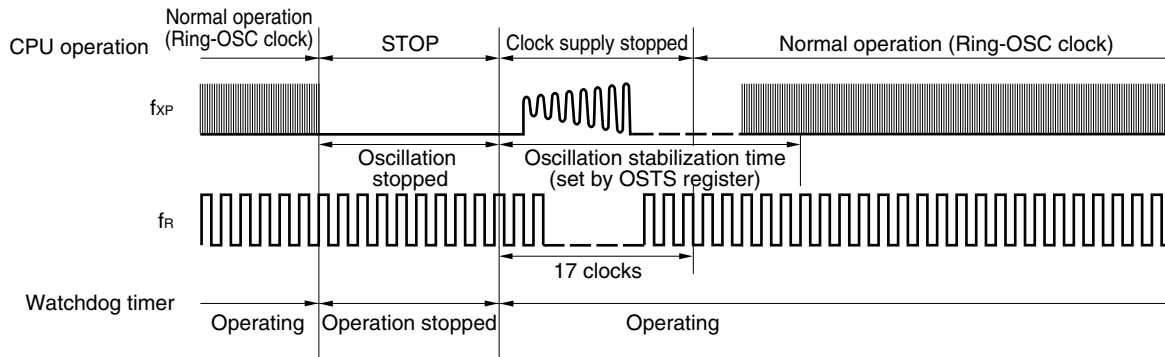 Normal operation
(Ring-OSC clock)
CPU operation
STOP
Clock supply stopped
Normal operation (Ring-OSC clock)
fXP
Oscillation
stopped
Oscillation stabilization time
(set by OSTS register)
fR
17 clocks
Watchdog timer
Operating
Operation stopped
Operating